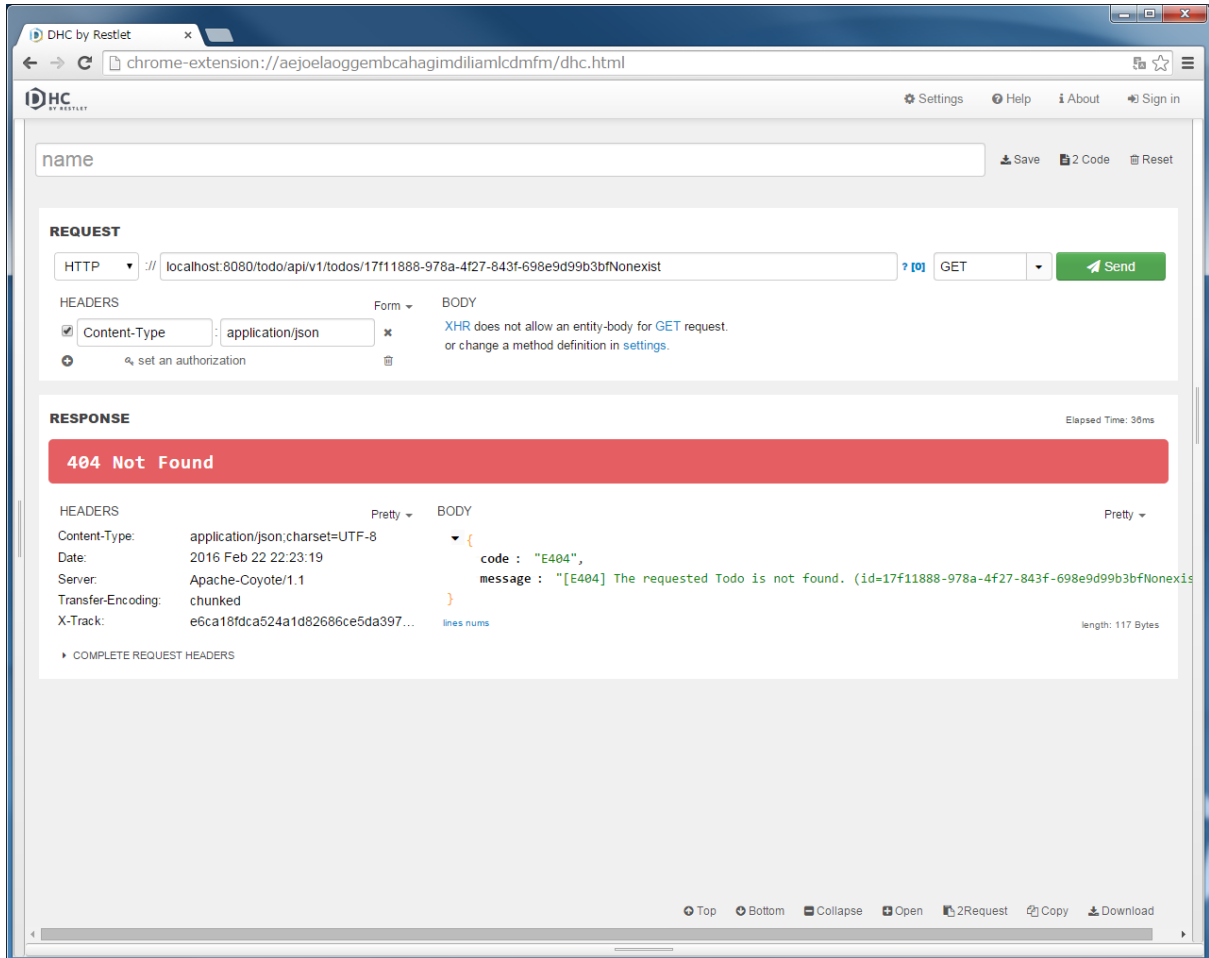 DHC by Restlet
chrome-extension://aejoelaoggembcahagimdiliamlcdmfm/dhc.html
DHC
BY RESTLET
Settings Help About Sign in
name
Save 2 Code Reset
REQUEST
HTTP :// localhost:8080/todo/api/v1/todos/17f11888-978a-4f27-843f-698e9d99b3bfNonexist ? [0] GET Send
HEADERS Form BODY
Content-Type : application/json
XHR does not allow an entity-body for GET request.
or change a method definition in settings.
set an authorization
RESPONSE
Elapsed Time: 36ms
404 Not Found
HEADERS Pretty BODY Pretty
Content-Type: application/json;charset=UTF-8
Date: 2016 Feb 22 22:23:19
Server: Apache-Coyote/1.1
Transfer-Encoding: chunked
X-Track: e6ca18fdca524a1d82686ce5da397...
{
code : "E404",
message : "[E404] The requested Todo is not found. (id=17f11888-978a-4f27-843f-698e9d99b3bfNonexis
}
lines nums
length: 117 Bytes
COMPLETE REQUEST HEADERS
Top Bottom Collapse Open 2Request Copy Download